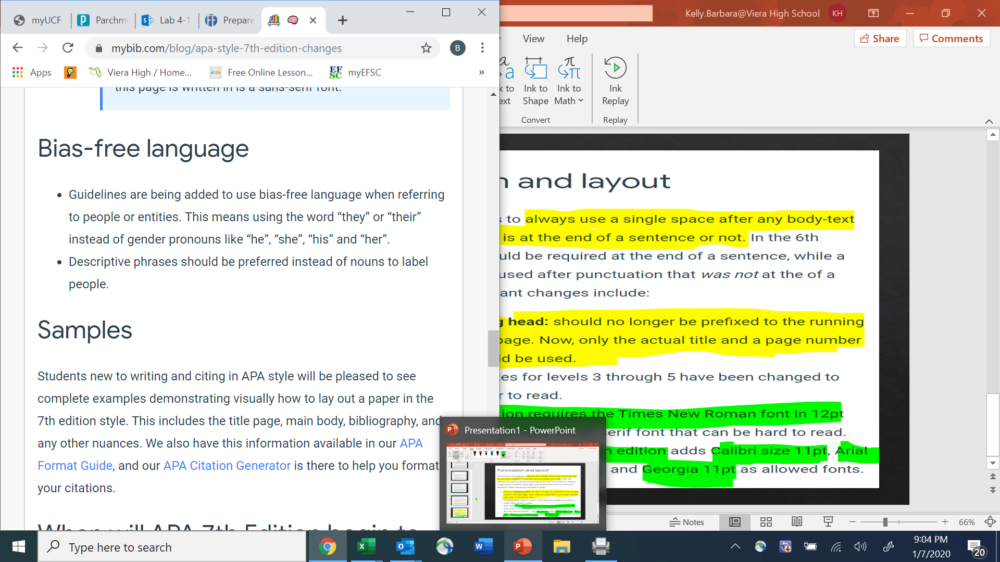 myUCF
Parchm
Lab 4-1
Prepare
mybib.com/blog/apa-style-7th-edition-changes
B
Apps
Viera High / Home...
Free Online Lesson...
EFSC
myEFSC
»
this page is written in is a sans-serif font.
Bias-free language
• Guidelines are being added to use bias-free language when referring
to people or entities. This means using the word “they” or “their”
instead of gender pronouns like “he”, “she”, “his” and “her”.
• Descriptive phrases should be preferred instead of nouns to label
people.
Samples
Students new to writing and citing in APA style will be pleased to see
complete examples demonstrating visually how to lay out a paper in the
7th edition style. This includes the title page, main body, bibliography, and
any other nuances. We also have this information available in our APA
Format Guide, and our APA Citation Generator is there to help you format
your citations.
When will APA 7th Edition begin to
Kelly.Barbara@Viera High School
KH
View
Help
Share
Comments
k to
ext
Ink to
Shape
Ink to
Math
Ink
Replay
Convert
Replay
n and layout
s to always use a single space after any body-text
is at the end of a sentence or not. In the 6th
uld be required at the end of a sentence, while a
used after punctuation that was not at the of a
ant changes include:
g head: should no longer be prefixed to the running
page. Now, only the actual title and a page number
ld be used.
es for levels 3 through 5 have been changed to
r to read.
ion requires the Times New Roman font in 12pt
erif font that can be hard to read.
h edition adds Calibri size 11pt, Arial
and Georgia 11pt as allowed fonts.
Presentation1 - PowerPoint
Punctuation and layout
Notes
66%
Type here to search
9:04 PM
1/7/2020
20